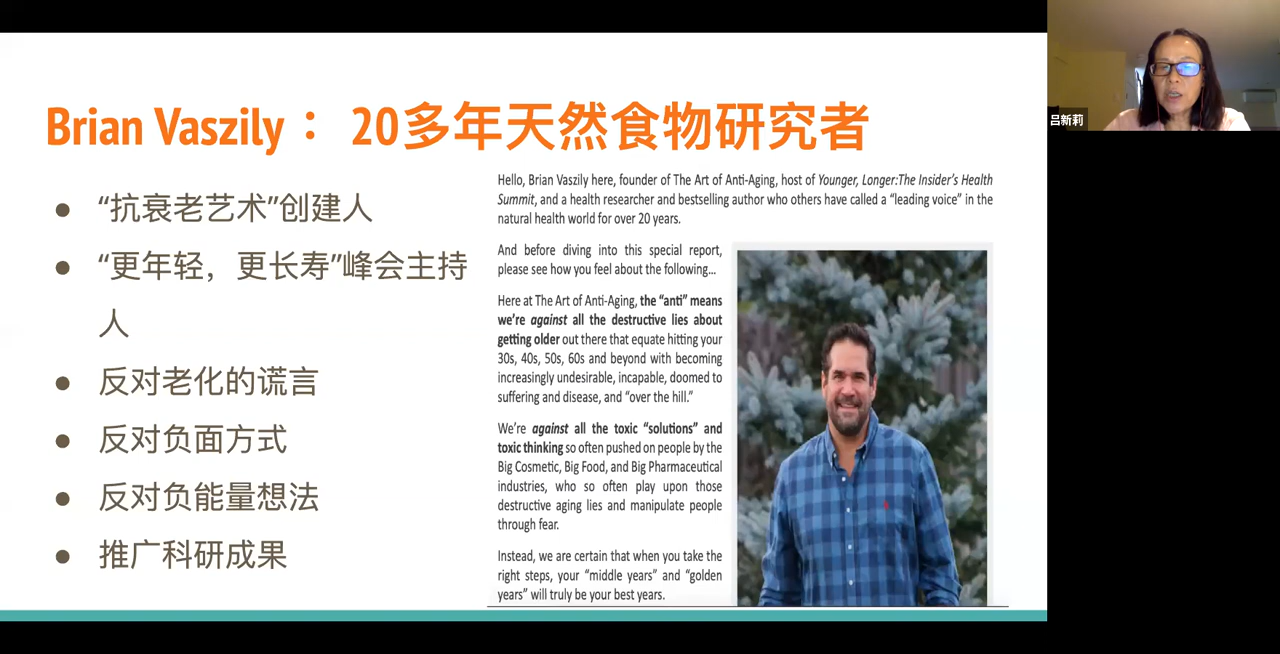 Brian Vaszily： 20多年天然食物研究者
● “抗衰老艺术”创建人
● “更年轻，更长寿”峰会主持
人
● 反对老化的谎言
● 反对负面方式
● 反对负能量想法
● 推广科研成果
Hello, Brian Vaszily here, founder of The Art of Anti-Aging, host of Younger, Longer:The Insider’s Health
Summit, and a health researcher and bestselling author who others have called a “leading voice” in the
natural health world for over 20 years.
And before diving into this special report,
please see how you feel about the following...
Here at The Art of Anti-Aging, the “anti” means
we’re against all the destructive lies about
getting older out there that equate hitting your
30s, 40s, 50s, 60s and beyond with becoming
increasingly undesirable, incapable, doomed to
suffering and disease, and “over the hill.”
We’re against all the toxic “solutions” and
toxic thinking so often pushed on people by the
Big Cosmetic, Big Food, and Big Pharmaceutical
industries, who so often play upon those
destructive aging lies and manipulate people
through fear.
Instead, we are certain that when you take the
right steps, your “middle years” and “golden
years” will truly be your best years.
吕新莉